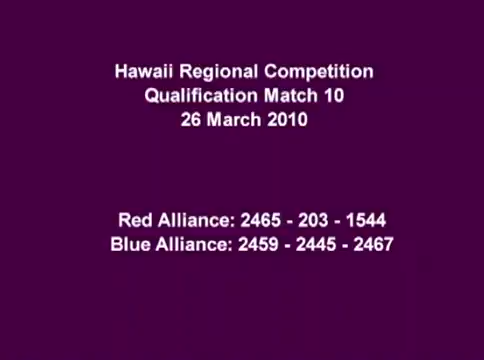 Hawaii Regional Competition
Qualification Match 10
26 March 2010
Red Alliance: 2465 - 203 - 1544
Blue Alliance: 2459 - 2445 - 2467